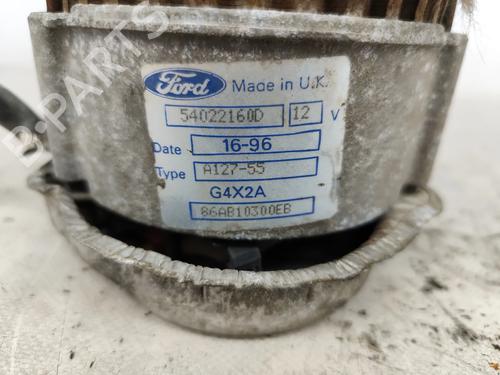 Ford Made in U.K.
54022160D 12 V
Date 16-96
Type A127-55
G4X2A
86AB10300EB
B-PARTS